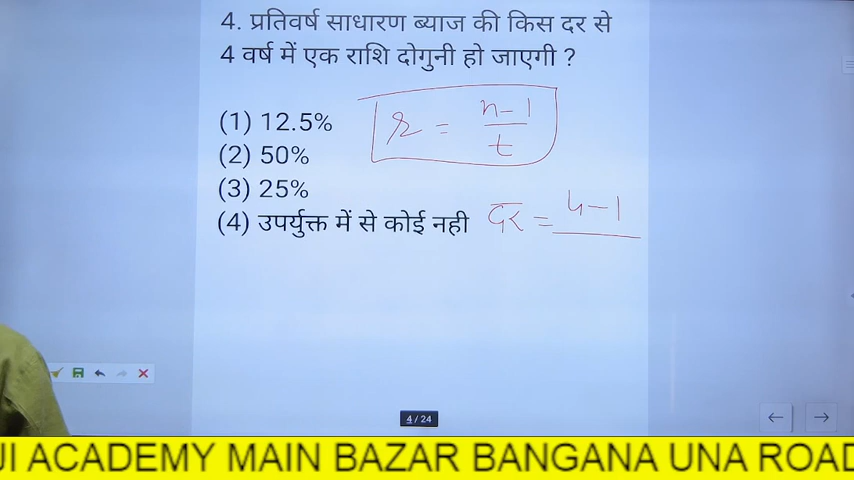 4. प्रतिवर्ष साधारण ब्याज की किस दर से
4 वर्ष में एक राशि दोगुनी हो जाएगी ?
(1) 12.5%
(2) 50%
(3) 25%
(4) उपर्युक्त में से कोई नही
r = n-1
t
दर = 4-1
4 / 24
ACADEMY MAIN BAZAR BANGANA UNA ROAD